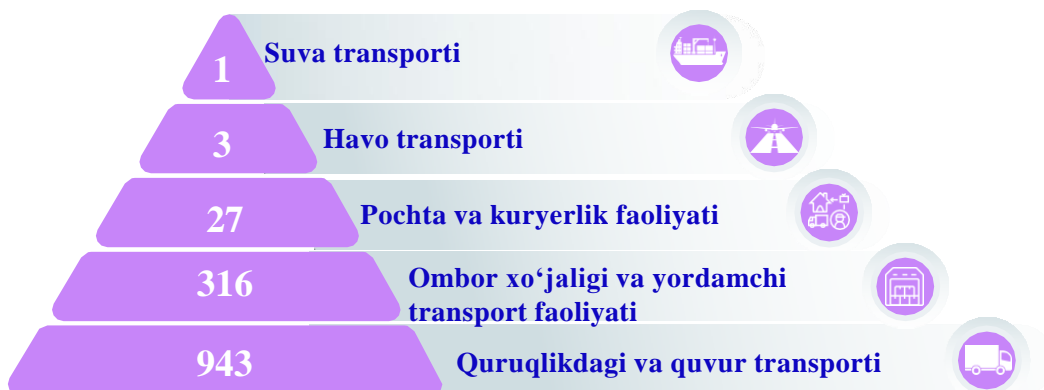 1
Suva transporti
3
Havo transporti
27
Pochta va kuryerlik faoliyati
316
Ombor xo‘jaligi va yordamchi
transport faoliyati
943
Quruqlikdagi va quvur transporti